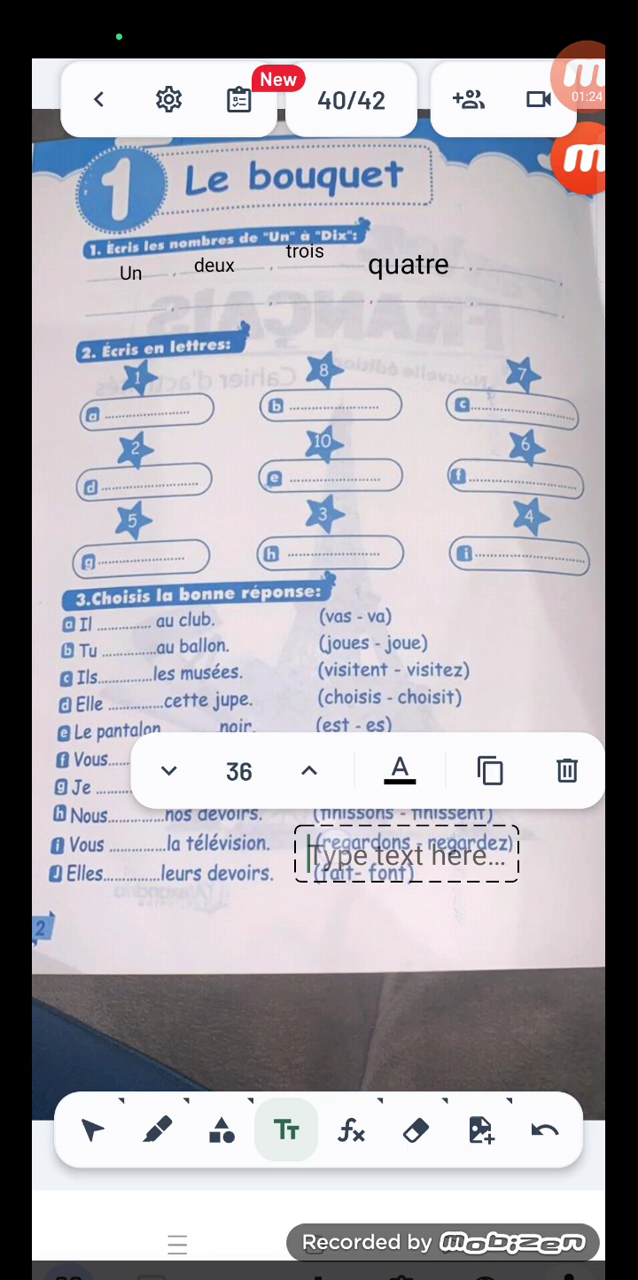 New
40/42
01:24
1 Le bouquet
1. Écris les nombres de "Un" à "Dix":
Un , deux , trois , quatre ,
2. Écris en lettres:
1 8 7
a .................... b .................... c ....................
2 10 6
d .................... e .................... f ....................
5 3 4
g .................... h .................... i ....................
3.Choisis la bonne réponse:
a Il .............. au club. (vas - va)
b Tu ..............au ballon. (joues - joue)
c Ils..............les musées. (visitent - visitez)
d Elle ..............cette jupe. (choisis - choisit)
e Le pantalon ..............noir. (est - es)
f Vous......
36
g Je ......
h Nous..............nos devoirs. (finissons - finissent)
i Vous ..............la télévision. (regardons - regardez)
Type text here...
J Elles..............leurs devoirs. (fait- font)
2
Recorded by Mobizen